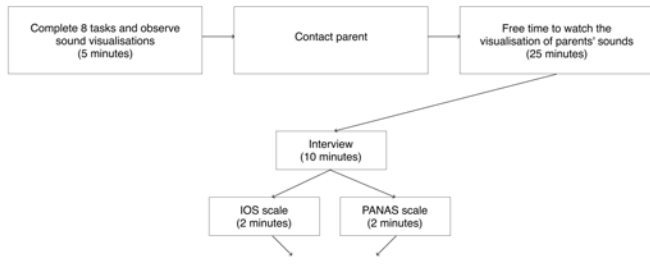 Complete 8 tasks and observe
sound visualisations
(5 minutes)
Contact parent
Free time to watch the
visualisation of parents' sounds
(25 minutes)
Interview
(10 minutes)
IOS scale
(2 minutes)
PANAS scale
(2 minutes)